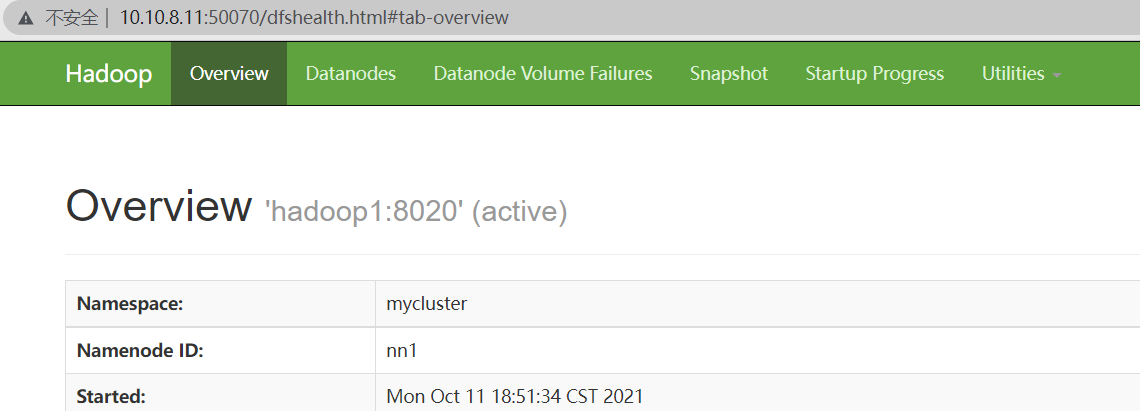 不安全 | 10.10.8.11:50070/dfshealth.html#tab-overview
Hadoop Overview Datanodes Datanode Volume Failures Snapshot Startup Progress Utilities
Overview 'hadoop1:8020' (active)
Namespace: mycluster
Namenode ID: nn1
Started: Mon Oct 11 18:51:34 CST 2021